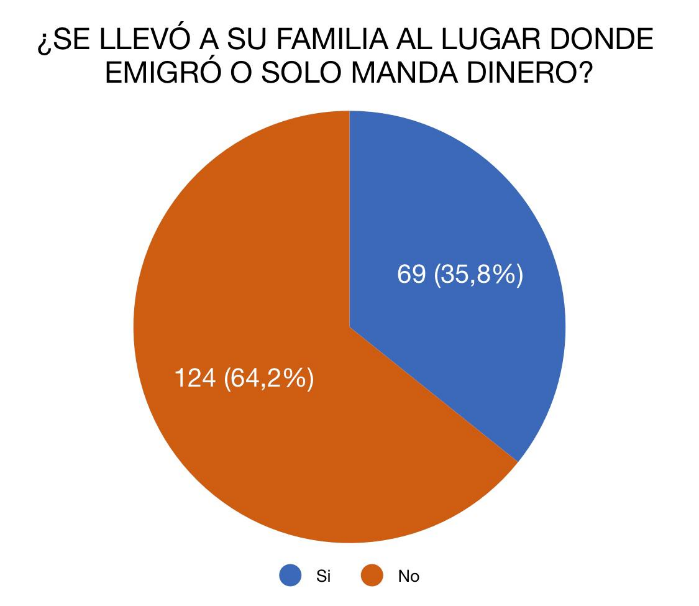 ¿SE LLEVÓ A SU FAMILIA AL LUGAR DONDE
EMIGRÓ O SOLO MANDA DINERO?
69 (35,8%)
124 (64,2%)
Si
No